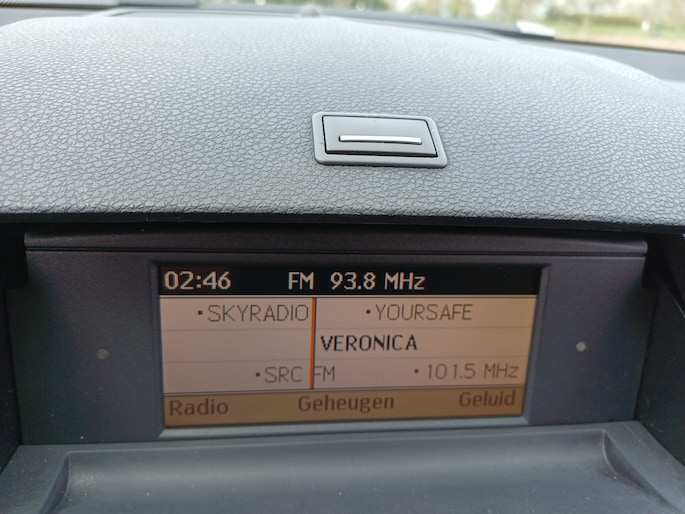 02:46 FM 93.8 MHz
•SKYRADIO •YOURSAFE
VERONICA
•SRC FM •101.5 MHz
Radio Geheugen Geluid